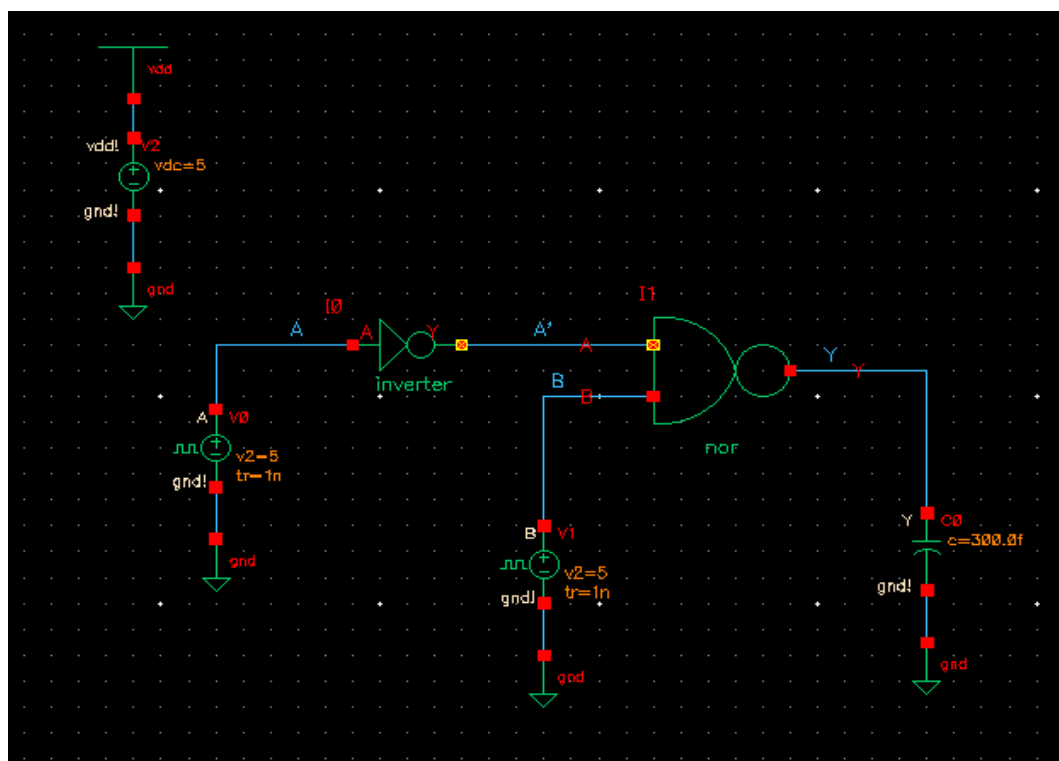 vdd
vdd! V2
vdc=5
gnd!
gnd
I0
I1
A
A
Y
A'
A
inverter
B
B
Y
Y
nor
A V0
v2=5
tr=1n
gnd!
gnd
B V1
v2=5
tr=1n
gnd!
gnd
Y C0
c=300.0f
gnd!
gnd